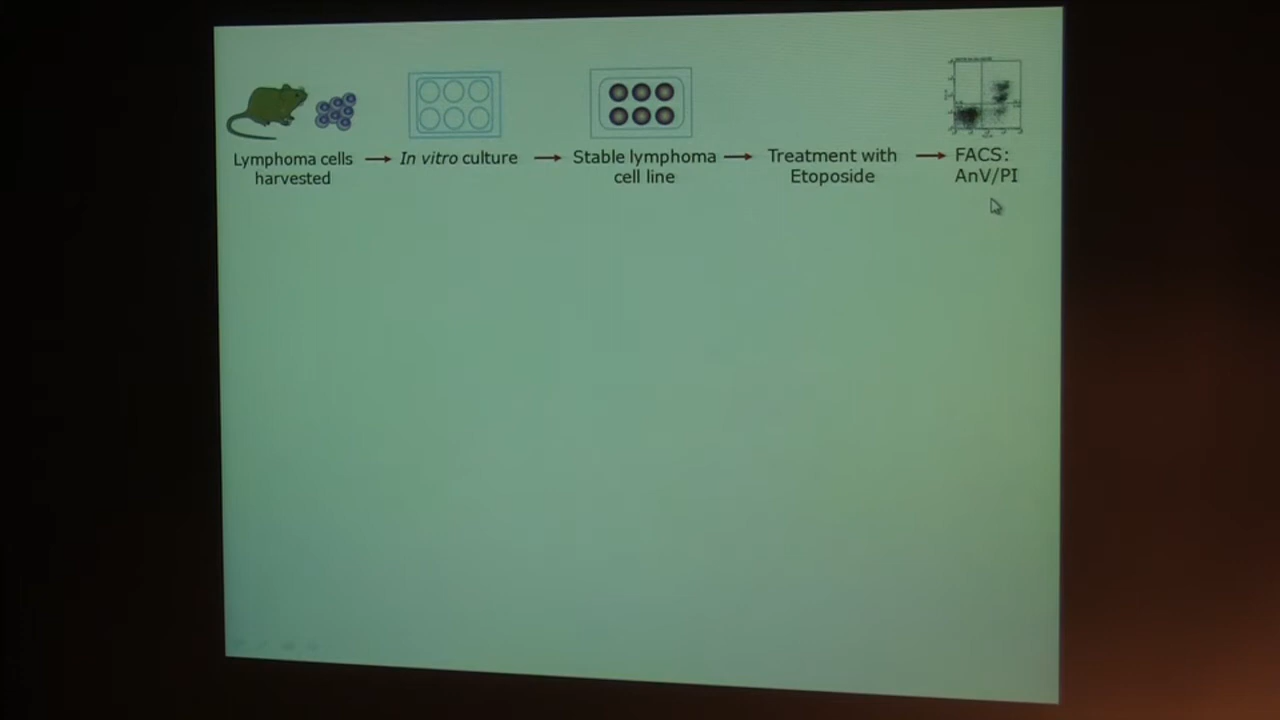 Lymphoma cells
harvested
In vitro culture
Stable lymphoma
cell line
Treatment with
Etoposide
FACS:
AnV/PI